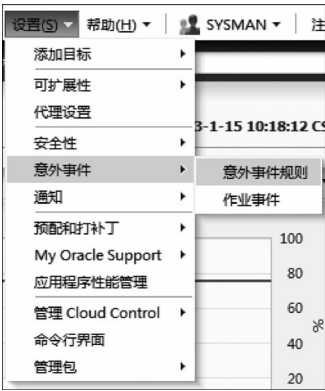 设置(S) ▼ 帮助(H) ▼ SYSMAN ▼ 注
添加目标
3-1-15 10:18:12 CS
可扩展性
代理设置
安全性
意外事件
意外事件规则
作业事件
通知
预配和打补丁
My Oracle Support
应用程序性能管理
管理 Cloud Control
命令行界面
管理包
100
80
60
%
40
20